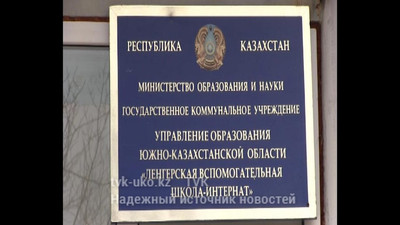 РЕСПУБЛИКА КАЗАХСТАН
МИНИСТЕРСТВО ОБРАЗОВАНИЯ И НАУКИ
ГОСУДАРСТВЕННОЕ КОММУНАЛЬНОЕ УЧРЕЖДЕНИЕ
УПРАВЛЕНИЕ ОБРАЗОВАНИЯ
ЮЖНО-КАЗАХСТАНСКОЙ ОБЛАСТИ
"ЛЕНГЕРСКАЯ ВСПОМОГАТЕЛЬНАЯ
ШКОЛА-ИНТЕРНАТ"
tvk-uko.kz TVK
Надежный источник новостей